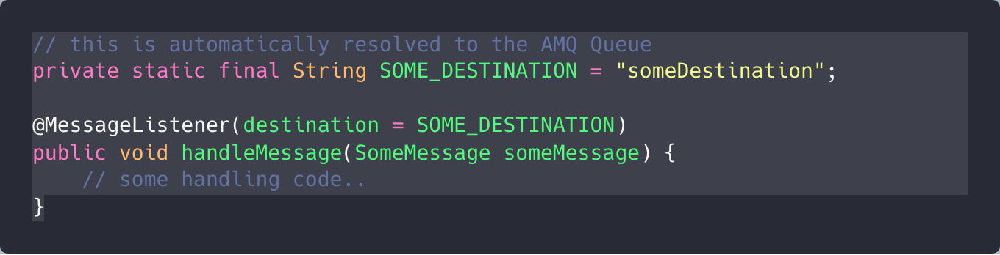 // this is automatically resolved to the AMQ Queue
private static final String SOME_DESTINATION = "someDestination";
@MessageListener(destination = SOME_DESTINATION)
public void handleMessage(SomeMessage someMessage) {
// some handling code..
}